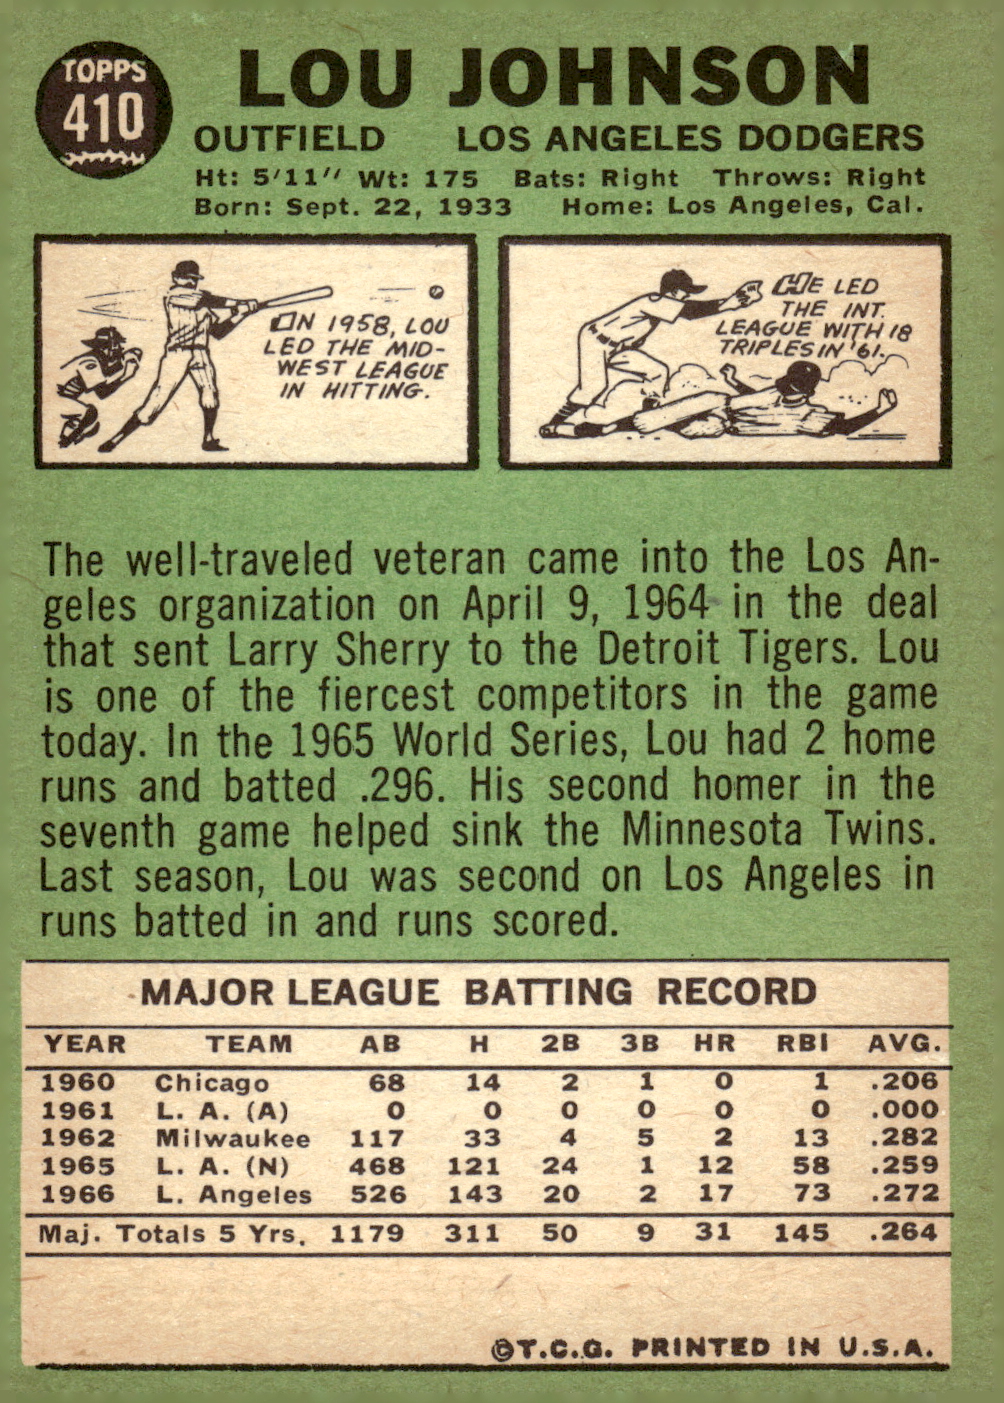 TOPPS
410
LOU JOHNSON
OUTFIELD LOS ANGELES DODGERS
Ht: 5'11" Wt: 175 Bats: Right Throws: Right
Born: Sept. 22, 1933 Home: Los Angeles, Cal.
IN 1958, LOU
LED THE MID-
WEST LEAGUE
IN HITTING.
HE LED
THE INT.
LEAGUE WITH 18
TRIPLES IN '61.
The well-traveled veteran came into the Los An-
geles organization on April 9, 1964 in the deal
that sent Larry Sherry to the Detroit Tigers. Lou
is one of the fiercest competitors in the game
today. In the 1965 World Series, Lou had 2 home
runs and batted .296. His second homer in the
seventh game helped sink the Minnesota Twins.
Last season, Lou was second on Los Angeles in
runs batted in and runs scored.
MAJOR LEAGUE BATTING RECORD
YEAR TEAM AB H 2B 3B HR RBI AVG.
1960 Chicago 68 14 2 1 0 1 .206
1961 L. A. (A) 0 0 0 0 0 0 .000
1962 Milwaukee 117 33 4 5 2 13 .282
1965 L. A. (N) 468 121 24 1 12 58 .259
1966 L. Angeles 526 143 20 2 17 73 .272
Maj. Totals 5 Yrs. 1179 311 50 9 31 145 .264
©T.C.G. PRINTED IN U.S.A.